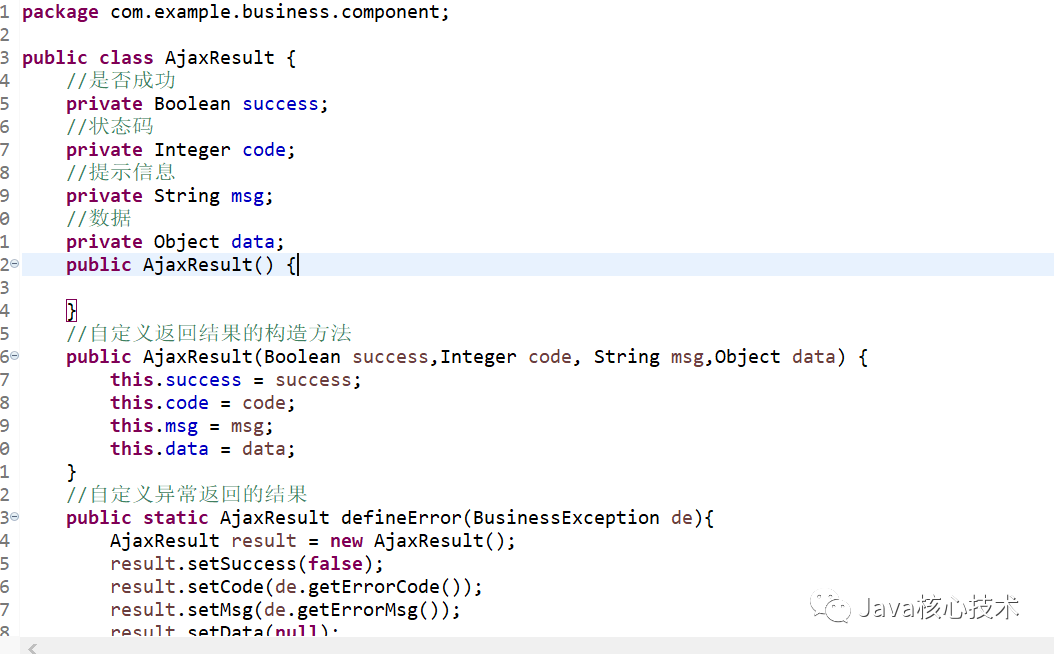 1 package com.example.business.component;
2
3 public class AjaxResult {
4 //是否成功
5 private Boolean success;
6 //状态码
7 private Integer code;
8 //提示信息
9 private String msg;
0 //数据
1 private Object data;
2 public AjaxResult() {
3
4 }
5 //自定义返回结果的构造方法
6 public AjaxResult(Boolean success,Integer code, String msg,Object data) {
7 this.success = success;
8 this.code = code;
9 this.msg = msg;
0 this.data = data;
1 }
2 //自定义异常返回的结果
3 public static AjaxResult defineError(BusinessException de){
4 AjaxResult result = new AjaxResult();
5 result.setSuccess(false);
6 result.setCode(de.getErrorCode());
7 result.setMsg(de.getErrorMsg());
8 result.setData(null);
Java核心技术